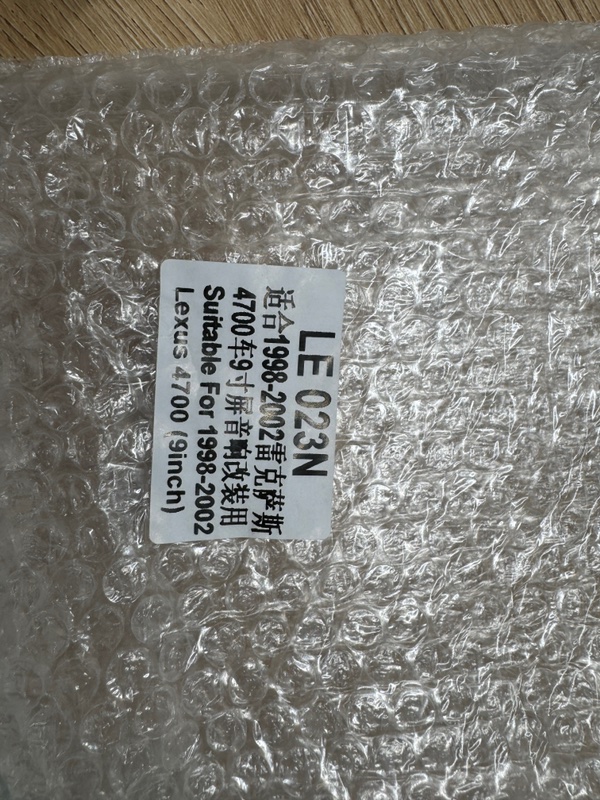 LE 023N
适合1998-2002雷克萨斯
4700车9寸屏音响改装用
Suitable For 1998-2002
Lexus 4700 (9inch)